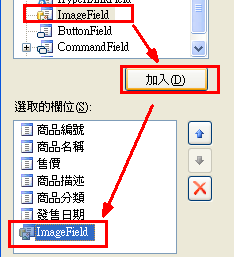 HyperLinkField
ImageField
ButtonField
CommandField
加入(D)
選取的欄位(S):
商品編號
商品名稱
售價
商品描述
商品分類
發售日期
ImageField